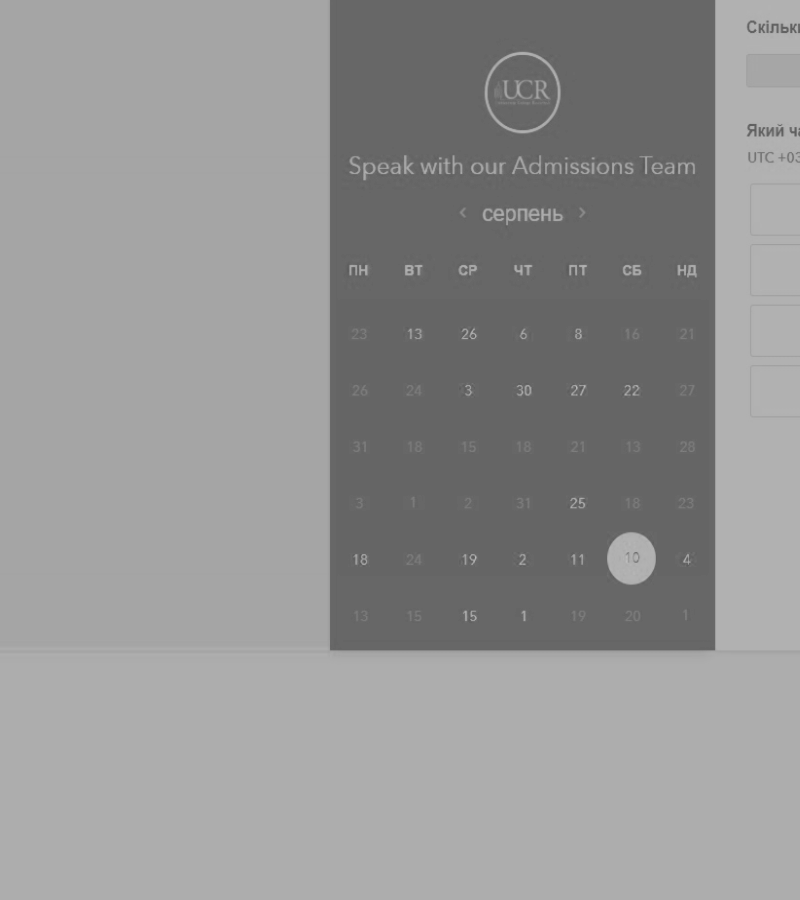 Скільки
UCR
Speak with our Admissions Team
Який
UTC +03
< серпень >
ПН ВТ СР ЧТ ПТ СБ НД
23 13 26 6 8 16 21
26 24 3 30 27 22 27
31 18 15 18 21 13 28
3 1 2 31 25 18 23
18 24 19 2 11 10 4
13 15 15 1 19 20 1